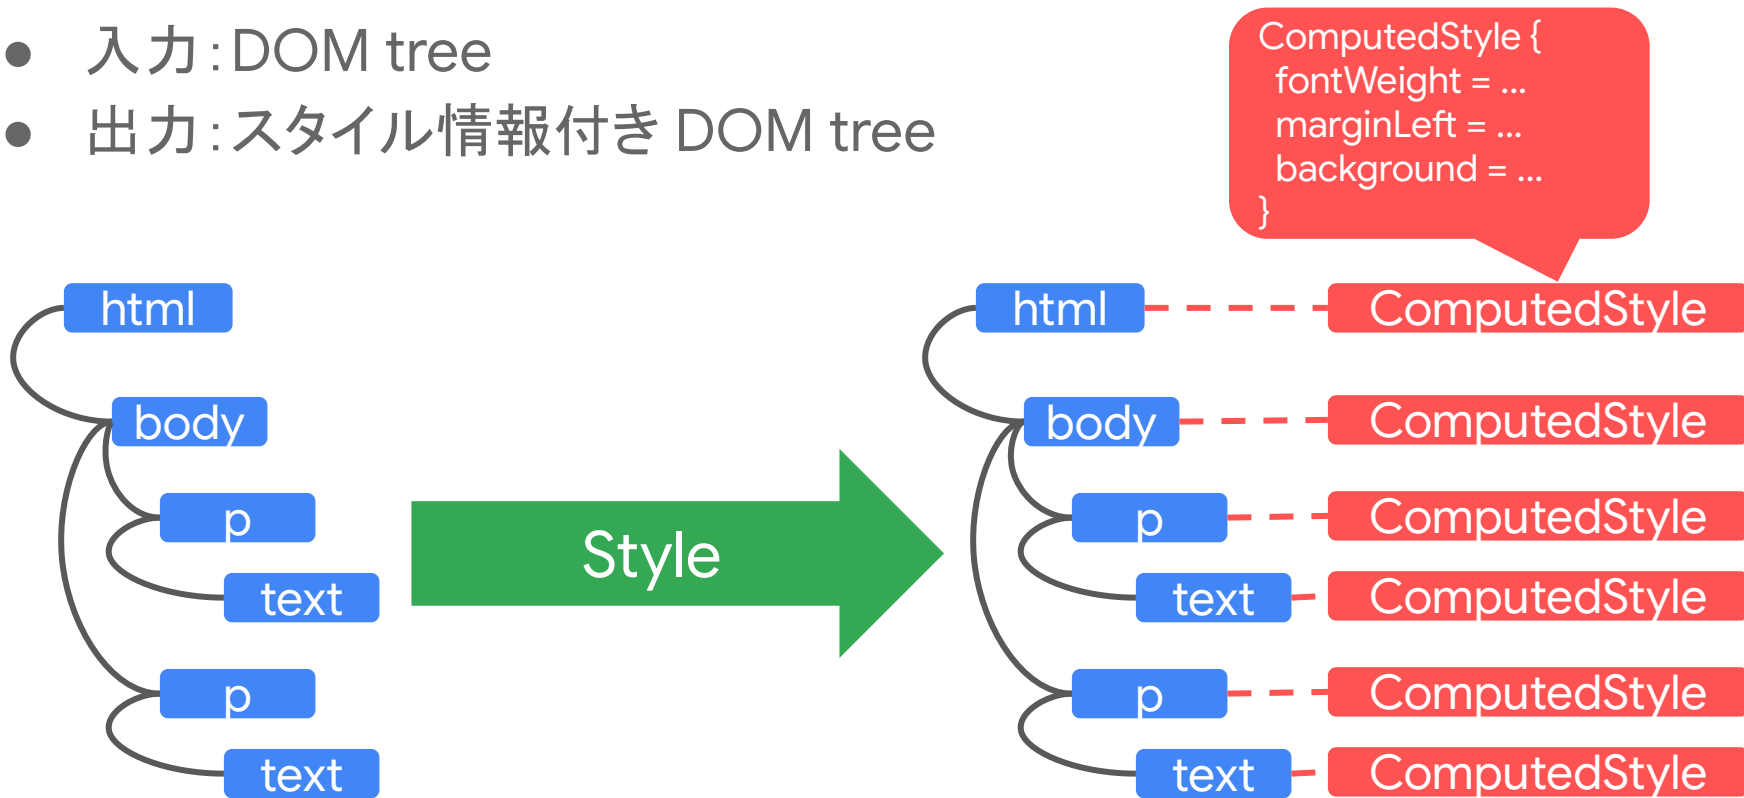 ● 入力：DOM tree
● 出力：スタイル情報付き DOM tree
ComputedStyle {
fontWeight = ...
marginLeft = ...
background = ...
}
html
body
p
text
p
text
Style
html
ComputedStyle
body
ComputedStyle
p
ComputedStyle
text
ComputedStyle
p
ComputedStyle
text
ComputedStyle